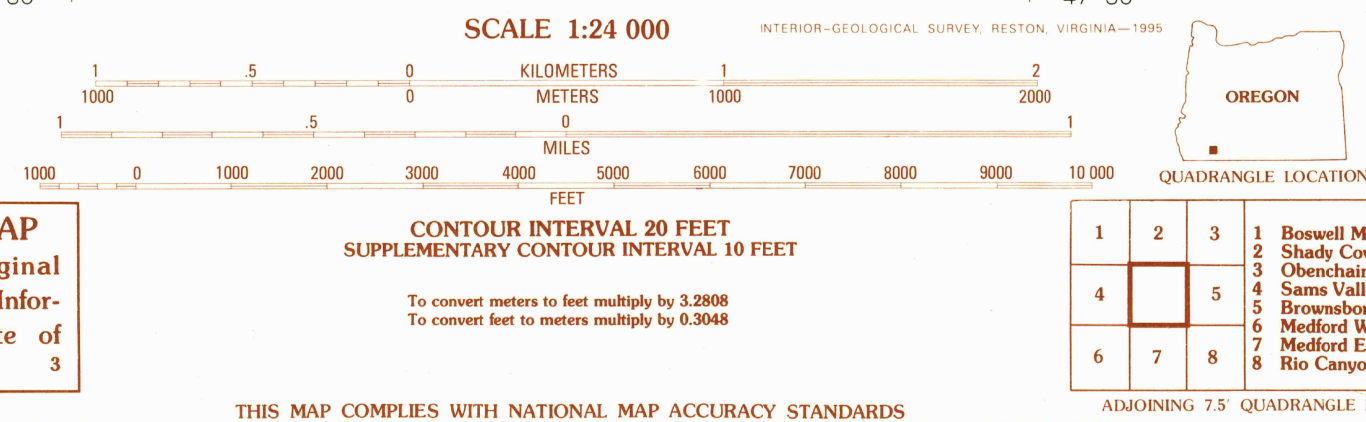 SCALE 1:24 000
INTERIOR-GEOLOGICAL SURVEY, RESTON, VIRGINIA—1995
1 .5 0 KILOMETERS 1 2
1000 0 METERS 1000 2000
1 .5 0 1
MILES
1000 0 1000 2000 3000 4000 5000 6000 7000 8000 9000 10 000
FEET
OREGON
QUADRANGLE LOCATION
AP
ginal
Infor-
te of
3
CONTOUR INTERVAL 20 FEET
SUPPLEMENTARY CONTOUR INTERVAL 10 FEET
To convert meters to feet multiply by 3.2808
To convert feet to meters multiply by 0.3048
THIS MAP COMPLIES WITH NATIONAL MAP ACCURACY STANDARDS
1 2 3
4 5
6 7 8
1 Boswell M
2 Shady Cov
3 Obenchain
4 Sams Vall
5 Brownsbor
6 Medford W
7 Medford E
8 Rio Canyo
ADJOINING 7.5' QUADRANGLE